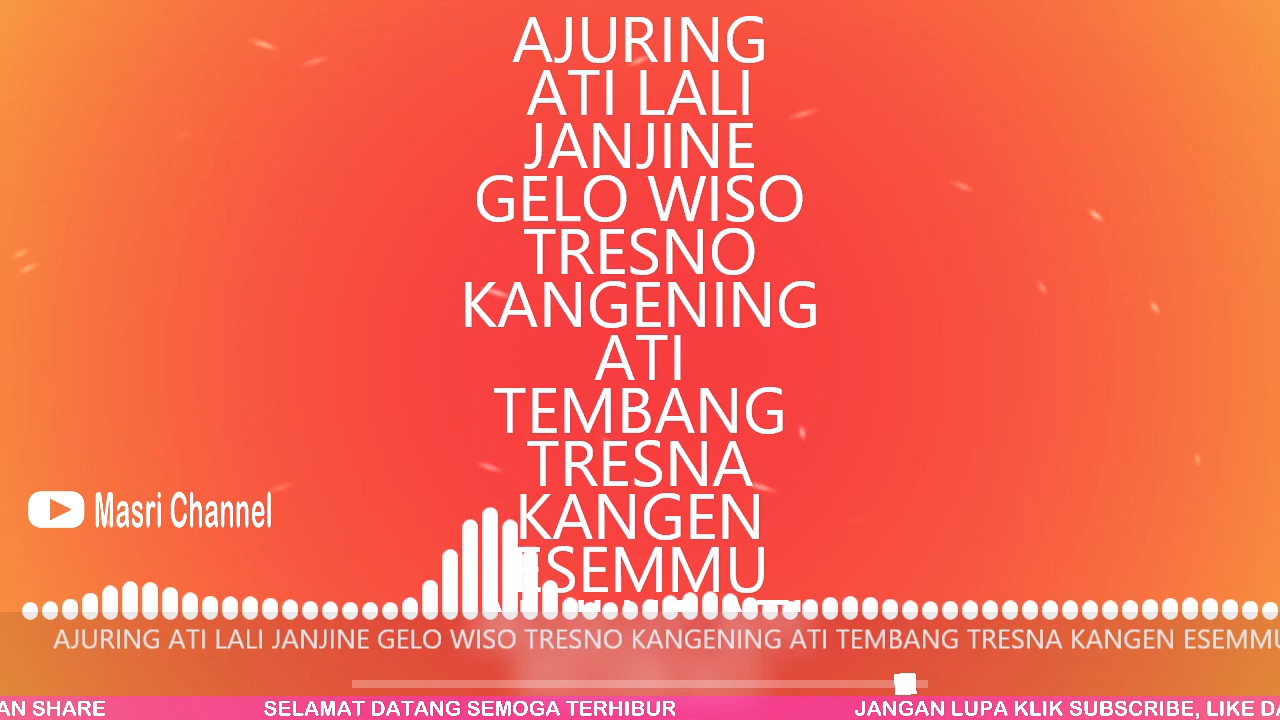 AJURING
ATI LALI
JANJINE
GELO WISO
TRESNO
KANGENING
ATI
TEMBANG
TRESNA
KANGEN
ESEMMU
Masri Channel
AJURING ATI LALI JANJINE GELO WISO TRESNO KANGENING ATI TEMBANG TRESNA KANGEN ESEMMU
AN SHARE SELAMAT DATANG SEMOGA TERHIBUR JANGAN LUPA KLIK SUBSCRIBE, LIKE DA